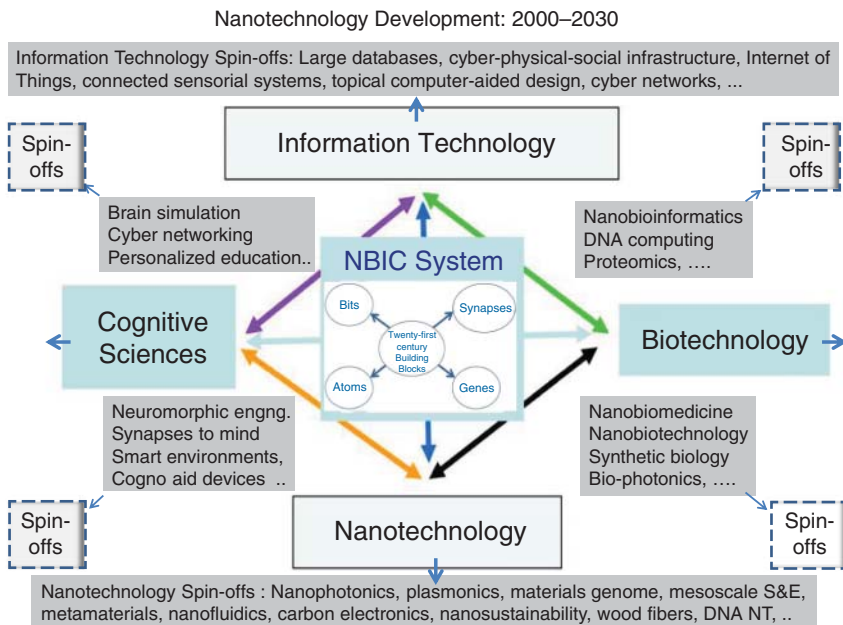 Nanotechnology Development: 2000–2030
Information Technology Spin-offs: Large databases, cyber-physical-social infrastructure, Internet of
Things, connected sensorial systems, topical computer-aided design, cyber networks, ...
Information Technology
Spin-
offs
Spin-
offs
Brain simulation
Cyber networking
Personalized education..
Nanobioinformatics
DNA computing
Proteomics, ....
NBIC System
Bits
Synapses
Twenty-first
century
Building
Blocks
Atoms
Genes
Cognitive
Sciences
Biotechnology
Neuromorphic engng.
Synapses to mind
Smart environments,
Cogno aid devices ..
Nanobiomedicine
Nanobiotechnology
Synthetic biology
Bio-photonics, ....
Spin-
offs
Spin-
offs
Nanotechnology
Nanotechnology Spin-offs : Nanophotonics, plasmonics, materials genome, mesoscale S&E,
metamaterials, nanofluidics, carbon electronics, nanosustainability, wood fibers, DNA NT, ..